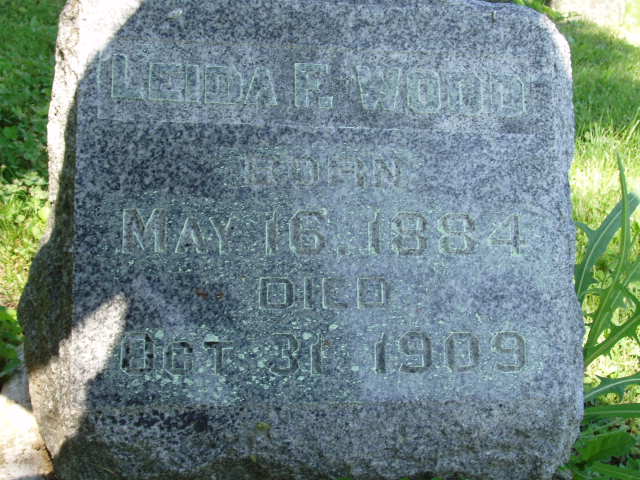 LEIDA F. WOOD
BORN
MAY 16, 1884
DIED
OCT. 31, 1909